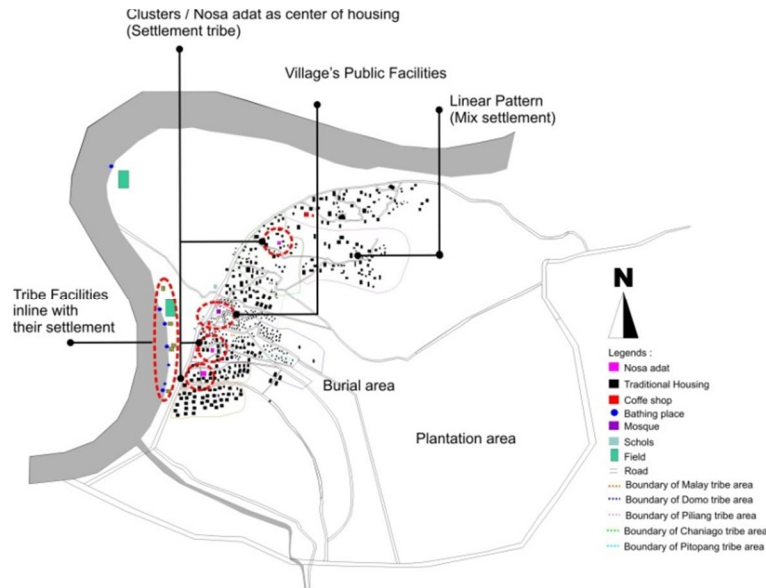 Clusters / Nosa adat as center of housing
(Settlement tribe)
Village's Public Facilities
Linear Pattern
(Mix settlement)
Tribe Facilities
inline with
their settlement
Burial area
Plantation area
N
Legends :
Nosa adat
Traditional Housing
Coffe shop
Bathing place
Mosque
Schols
Field
Road
Boundary of Malay tribe area
Boundary of Domo tribe area
Boundary of Piliang tribe area
Boundary of Chaniago tribe area
Boundary of Pitopang tribe area